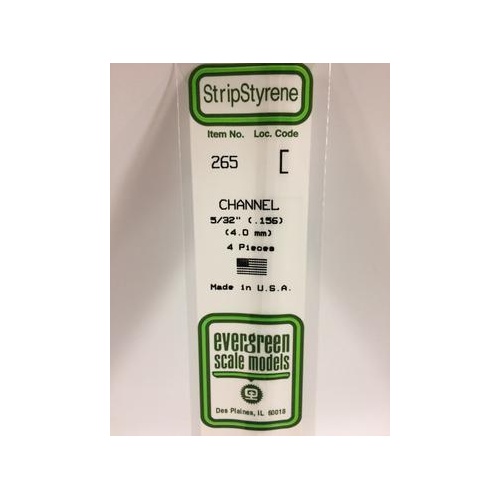 StripStyrene
Item No. Loc. Code
265 [
CHANNEL
5/32" (.156)
(4.0 mm)
4 Pieces
Made in U.S.A.
evergreen
scale models
Des Plaines, IL 60018